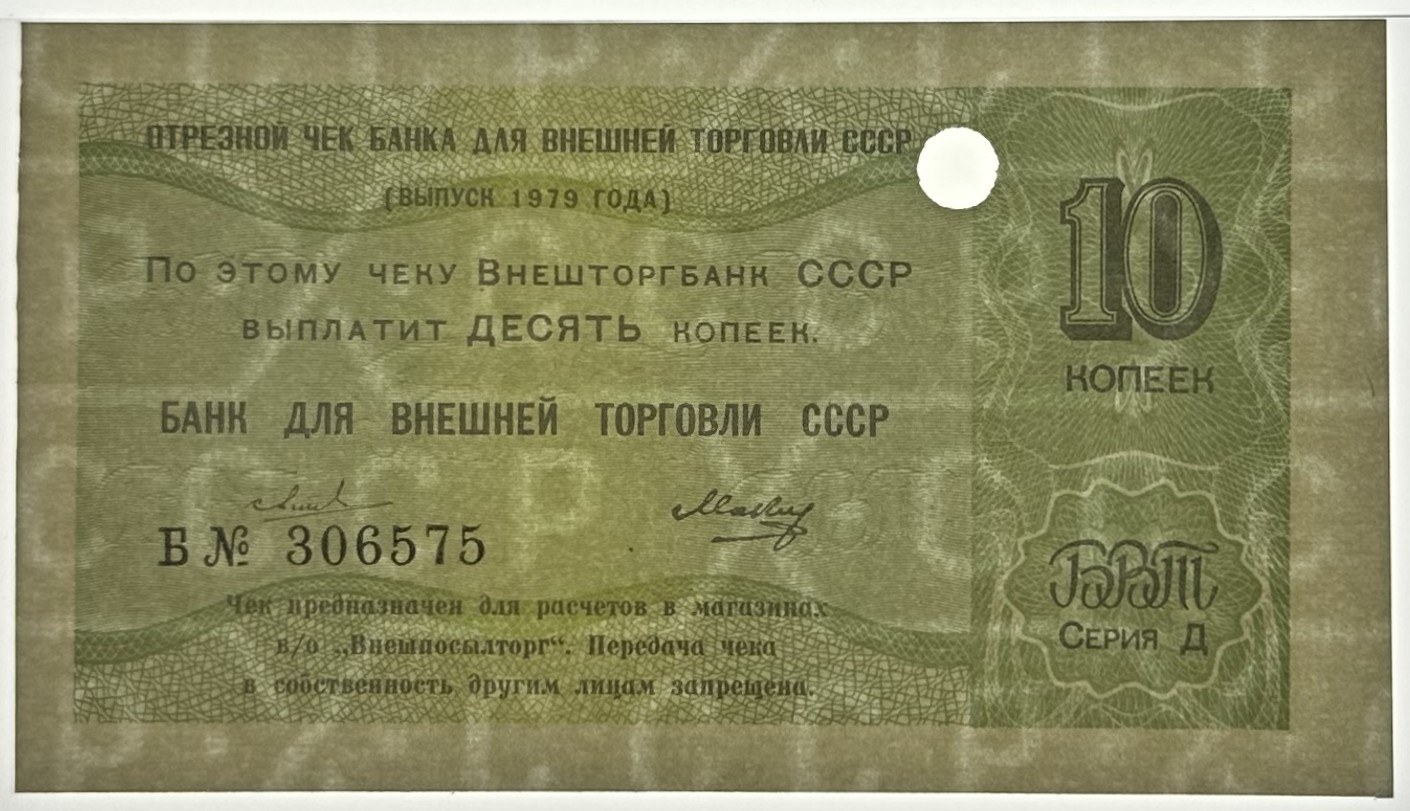 ОТРЕЗНОЙ ЧЕК БАНКА ДЛЯ ВНЕШНЕЙ ТОРГОВЛИ СССР
(ВЫПУСК 1979 ГОДА)
По этому чеку Внешторгбанк СССР
выплатит ДЕСЯТЬ копеек.
БАНК ДЛЯ ВНЕШНЕЙ ТОРГОВЛИ СССР
Б № 306575
Чек предназначен для расчетов в магазинах
в/о „Внешпосылторг“. Передача чека
в собственность другим лицам запрещена.
10
КОПЕЕК
БВТ
Серия Д